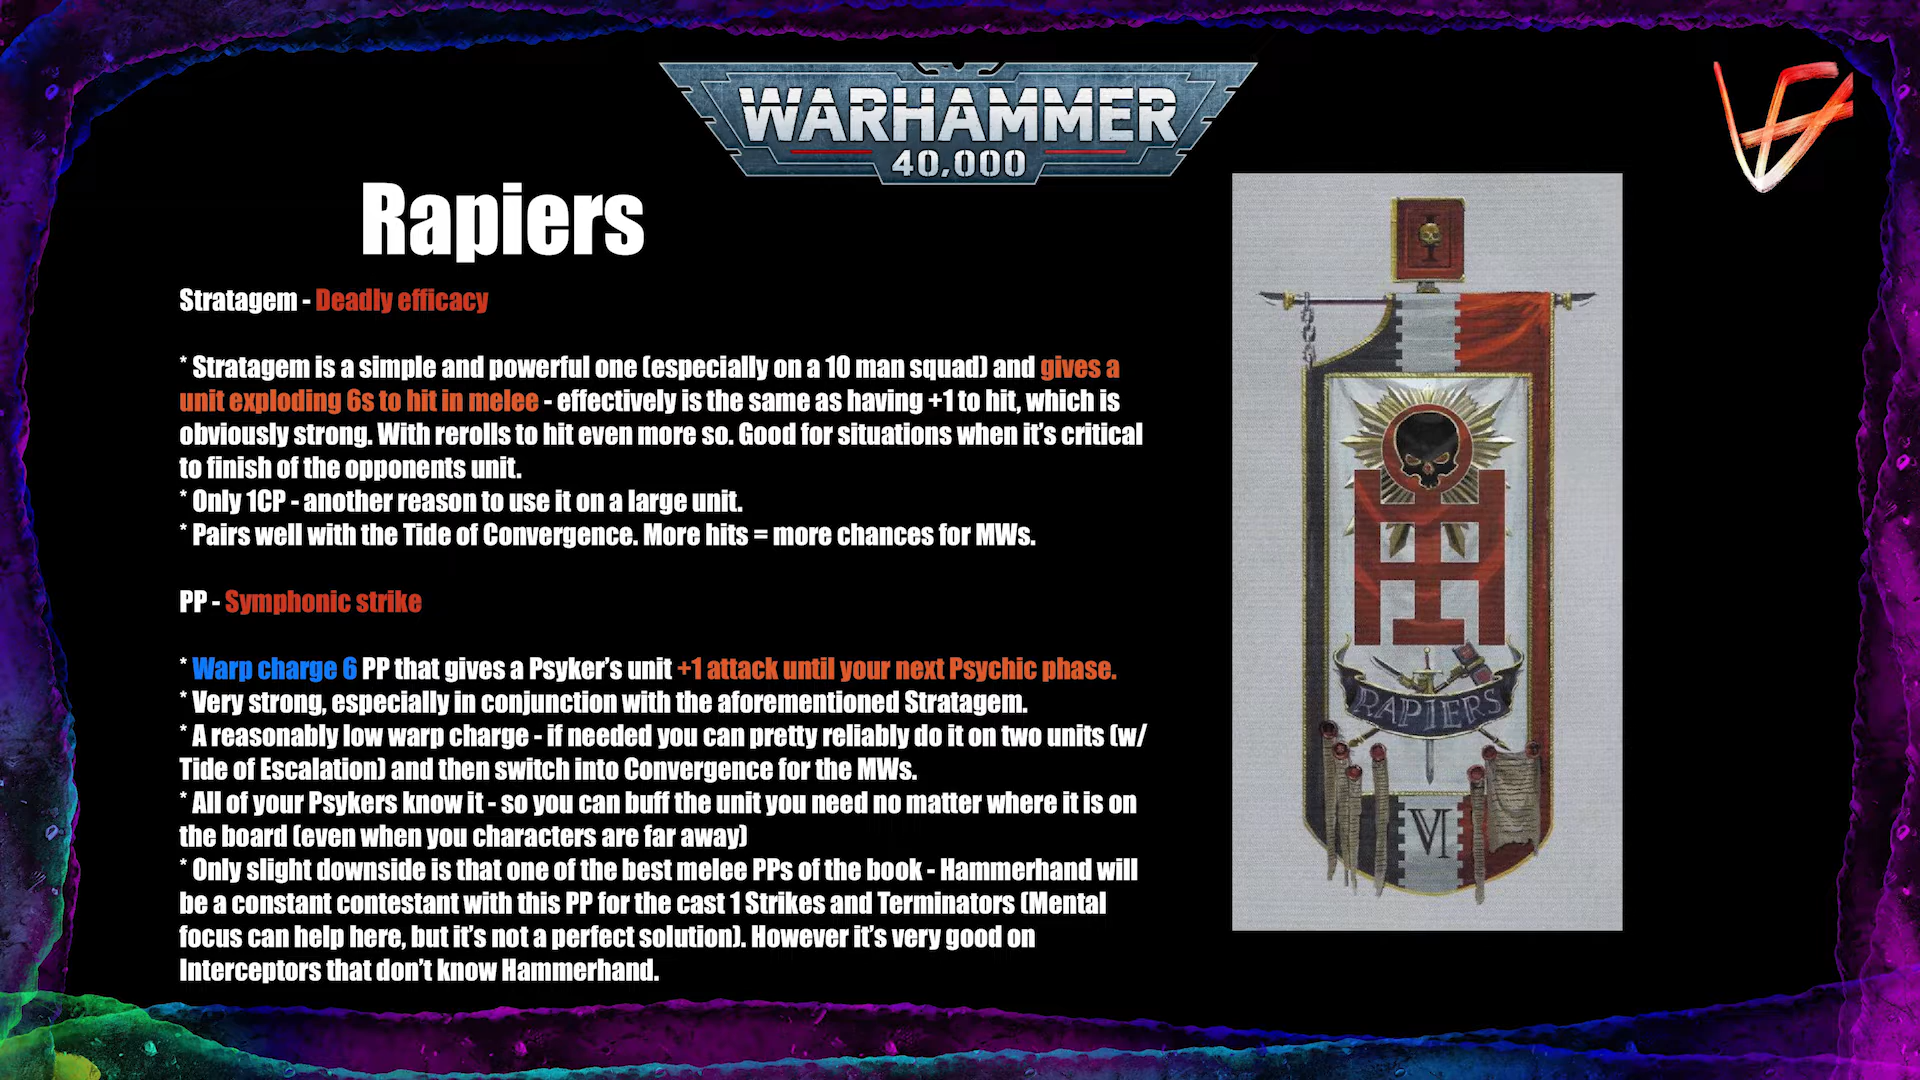 WARHAMMER
40,000
Rapiers
Stratagem - Deadly efficacy
* Stratagem is a simple and powerful one (especially on a 10 man squad) and gives a
unit exploding 6s to hit in melee - effectively is the same as having +1 to hit, which is
obviously strong. With rerolls to hit even more so. Good for situations when it's critical
to finish of the opponents unit.
* Only 1CP - another reason to use it on a large unit.
* Pairs well with the Tide of Convergence. More hits = more chances for MWs.
PP - Symphonic strike
* Warp charge 6 PP that gives a Psyker's unit +1 attack until your next Psychic phase.
* Very strong, especially in conjunction with the aforementioned Stratagem.
* A reasonably low warp charge - if needed you can pretty reliably do it on two units (w/
Tide of Escalation) and then switch into Convergence for the MWs.
* All of your Psykers know it - so you can buff the unit you need no matter where it is on
the board (even when you characters are far away)
* Only slight downside is that one of the best melee PPs of the book - Hammerhand will
be a constant contestant with this PP for the cast 1 Strikes and Terminators (Mental
focus can help here, but it's not a perfect solution). However it's very good on
Interceptors that don't know Hammerhand.
RAPIERS
VI